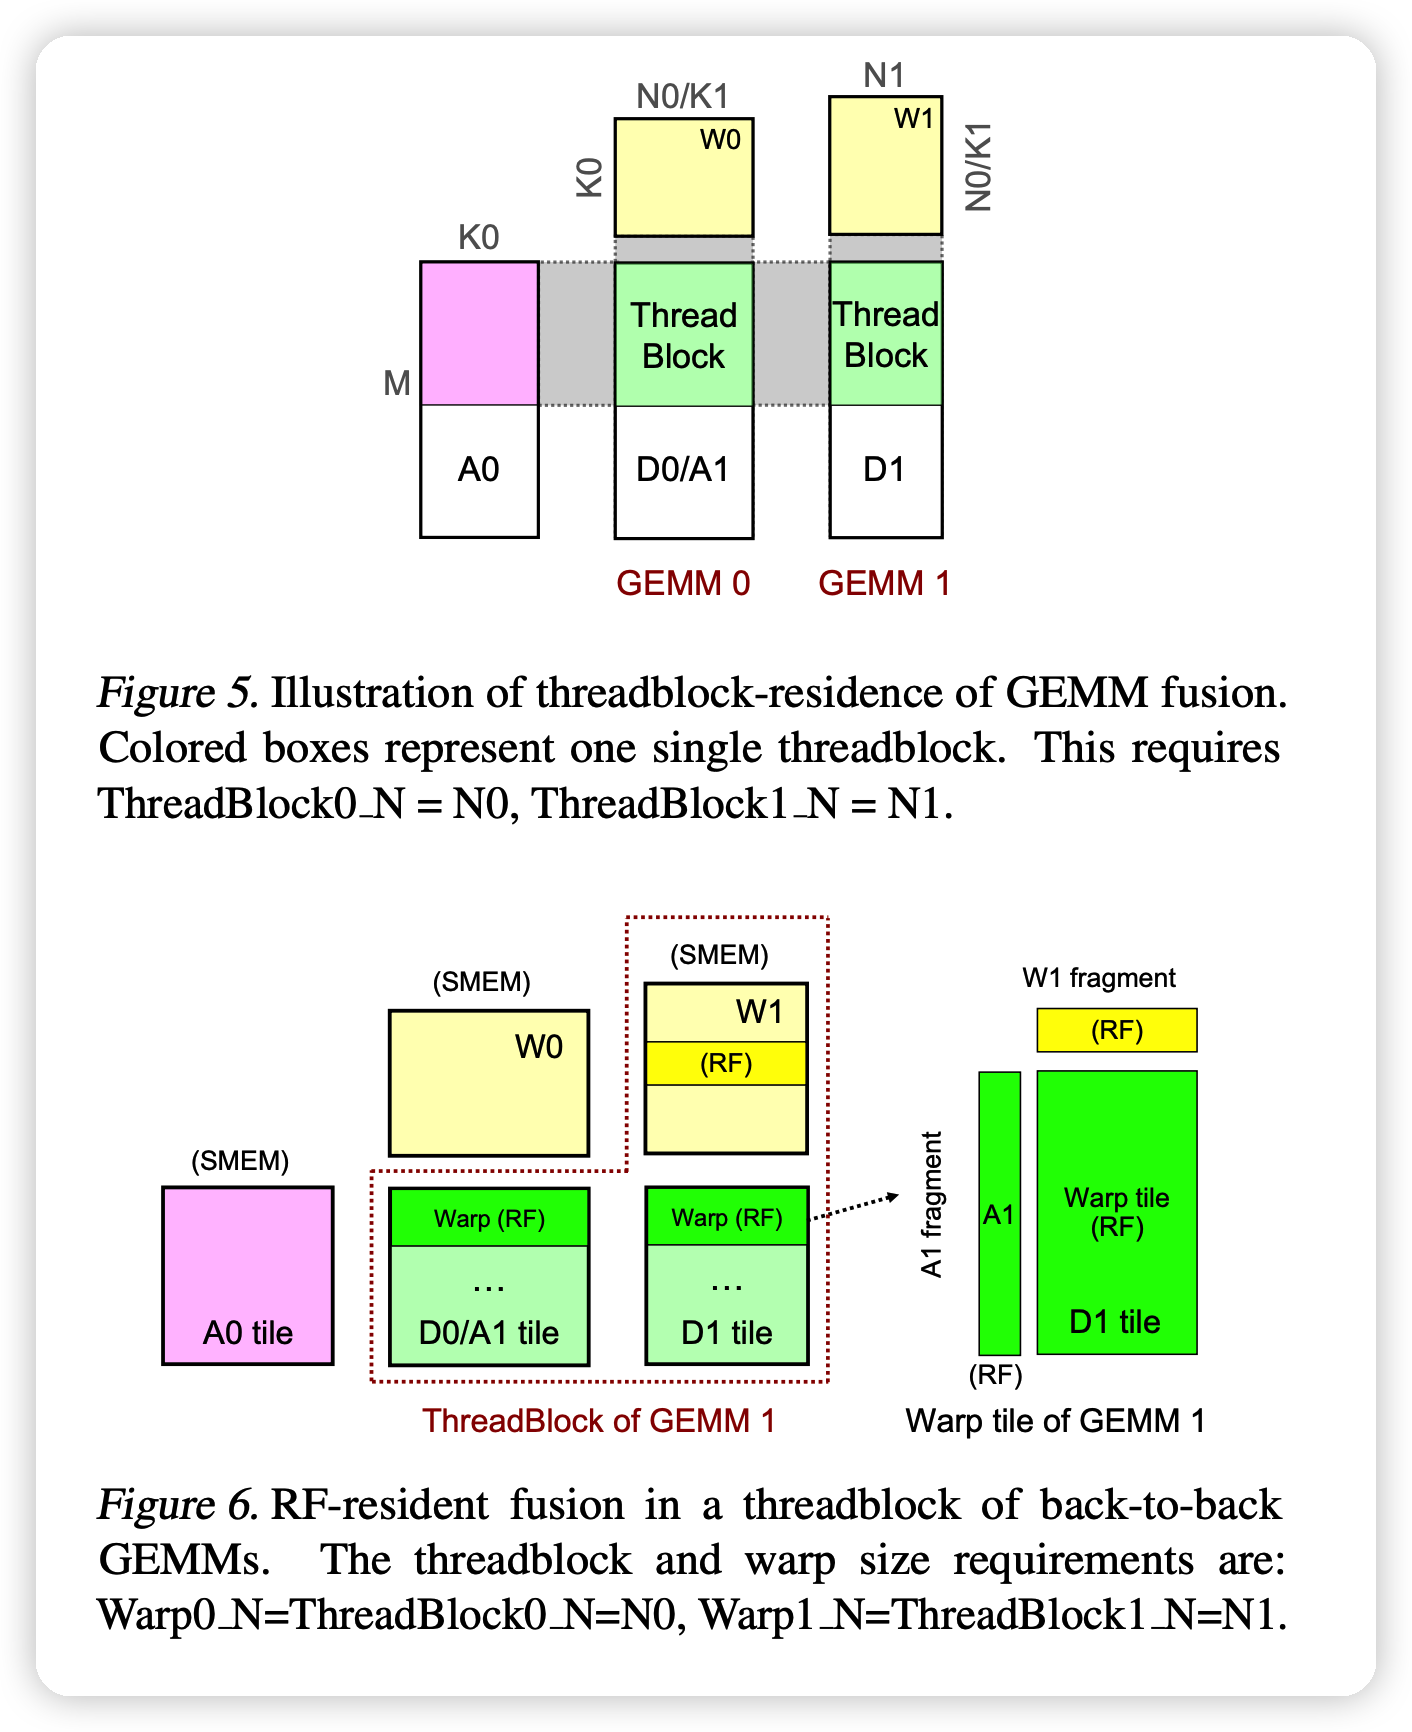 N1
N0/K1
W1
W0
K0
N0/K1
K0
Thread
Block
Thread
Block
M
A0
D0/A1
D1
GEMM 0
GEMM 1
Figure 5. Illustration of threadblock-residence of GEMM fusion.
Colored boxes represent one single threadblock. This requires
ThreadBlock0_N = N0, ThreadBlock1_N = N1.
(SMEM)
(SMEM)
W1 fragment
W1
(RF)
W0
(RF)
(SMEM)
Warp (RF)
Warp (RF)
A1 fragment
A1
Warp tile
(RF)
...
...
A0 tile
D0/A1 tile
D1 tile
D1 tile
(RF)
ThreadBlock of GEMM 1
Warp tile of GEMM 1
Figure 6. RF-resident fusion in a threadblock of back-to-back
GEMMs. The threadblock and warp size requirements are:
Warp0_N=ThreadBlock0_N=N0, Warp1_N=ThreadBlock1_N=N1.